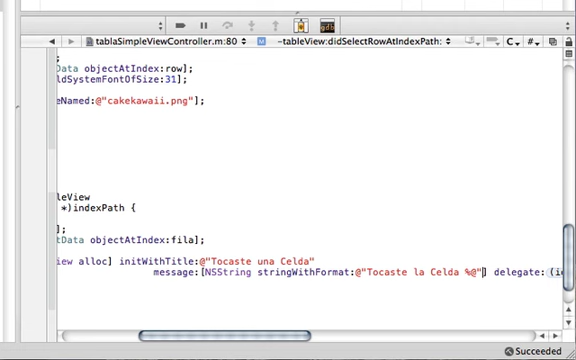 tablaSimpleViewController.m:80 -tableView:didSelectRowAtIndexPath: C #
Data objectAtIndex:row];
ldSystemFontOfSize:31];
eNamed:@"cakekawaii.png"];
leView
*)indexPath {
];
tData objectAtIndex:fila];
iew alloc] initWithTitle:@"Tocaste una Celda"
message:[NSString stringWithFormat:@"Tocaste la Celda %@"] delegate:(i
Succeeded